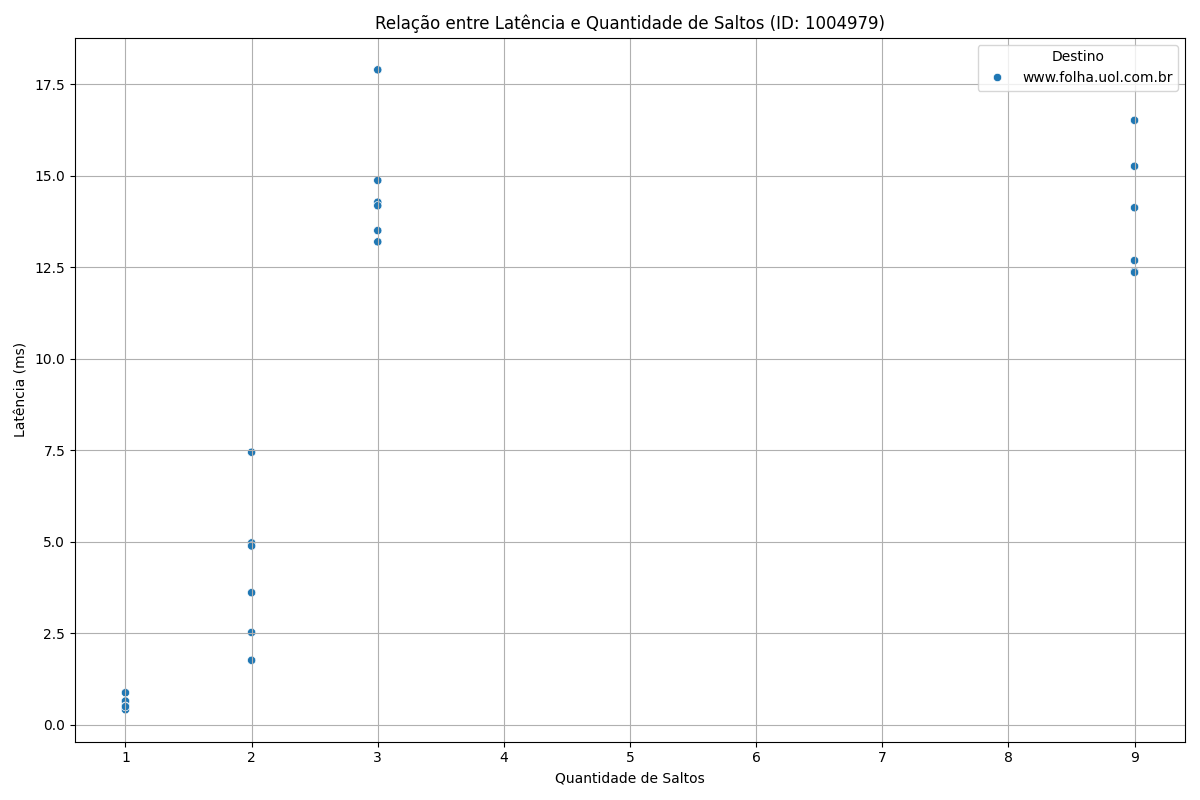 Relação entre Latência e Quantidade de Saltos (ID: 1004979)
Destino
www.folha.uol.com.br
Latência (ms)
17.5
15.0
12.5
10.0
7.5
5.0
2.5
0.0
1 2 3 4 5 6 7 8 9
Quantidade de Saltos